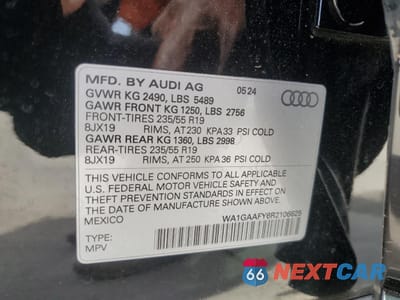 MFD. BY AUDI AG 05 24
GVWR KG 2490, LBS 5489
GAWR FRONT KG 1250, LBS 2756
FRONT-TIRES 235/55 R19
8JX19 RIMS, AT 230 KPA 33 PSI COLD
GAWR REAR KG 1360, LBS 2998
REAR-TIRES 235/55 R19
8JX19 RIMS, AT 250 KPA 36 PSI COLD
THIS VEHICLE CONFORMS TO ALL APPLICABLE
U.S. FEDERAL MOTOR VEHICLE SAFETY AND
THEFT PREVENTION STANDARDS IN EFFECT ON THE
DATE OF MANUFACTURE SHOWN ABOVE.
MEXICO WA1GAAFY6R2106625
TYPE:
MPV
66 NEXTCAR